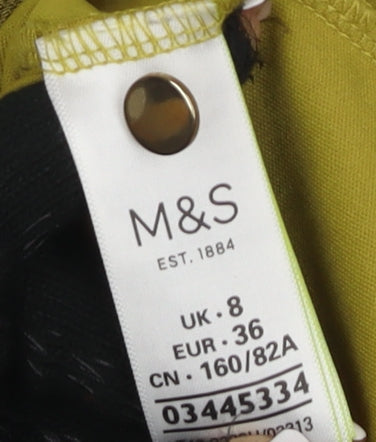 M&S
EST. 1884
UK · 8
EUR · 36
CN · 160/82A
03445334